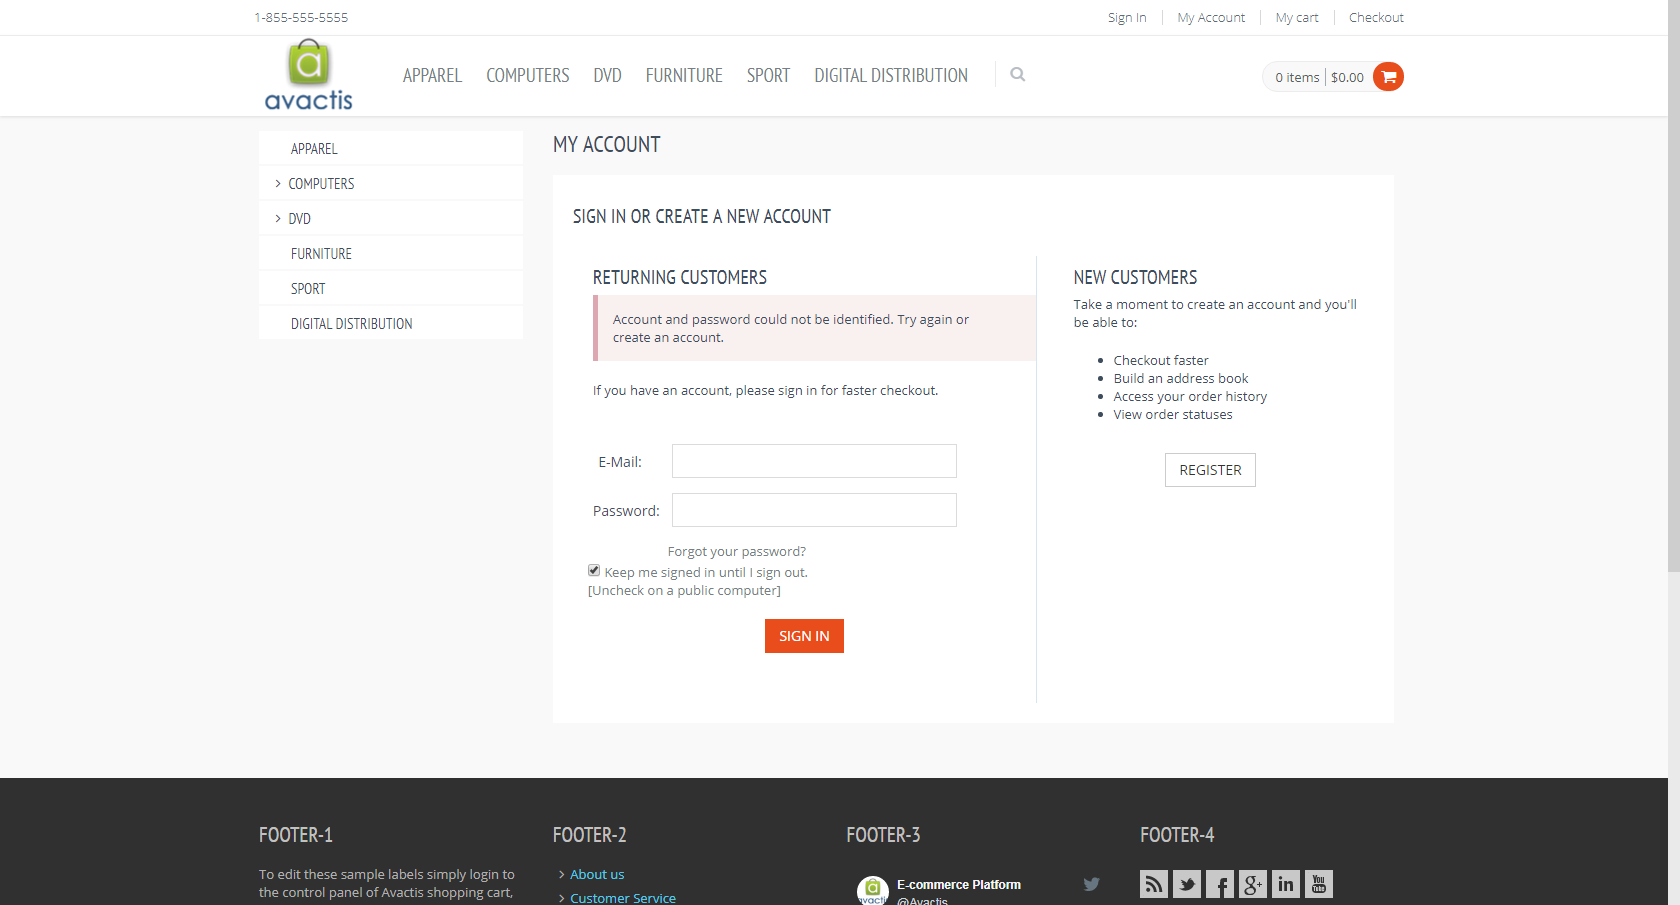 1-855-555-5555
Sign In
My Account
My cart
Checkout
a
avactis
APPAREL
COMPUTERS
DVD
FURNITURE
SPORT
DIGITAL DISTRIBUTION
0 items
$0.00
APPAREL
COMPUTERS
DVD
FURNITURE
SPORT
DIGITAL DISTRIBUTION
MY ACCOUNT
SIGN IN OR CREATE A NEW ACCOUNT
RETURNING CUSTOMERS
Account and password could not be identified. Try again or
create an account.
If you have an account, please sign in for faster checkout.
E-Mail:
Password:
Forgot your password?
Keep me signed in until I sign out.
[Uncheck on a public computer]
SIGN IN
NEW CUSTOMERS
Take a moment to create an account and you'll
be able to:
Checkout faster
Build an address book
Access your order history
View order statuses
REGISTER
FOOTER-1
To edit these sample labels simply login to
the control panel of Avactis shopping cart,
FOOTER-2
About us
Customer Service
FOOTER-3
a
avactis
E-commerce Platform
@Avactis
FOOTER-4
f
g+
in
You
Tube